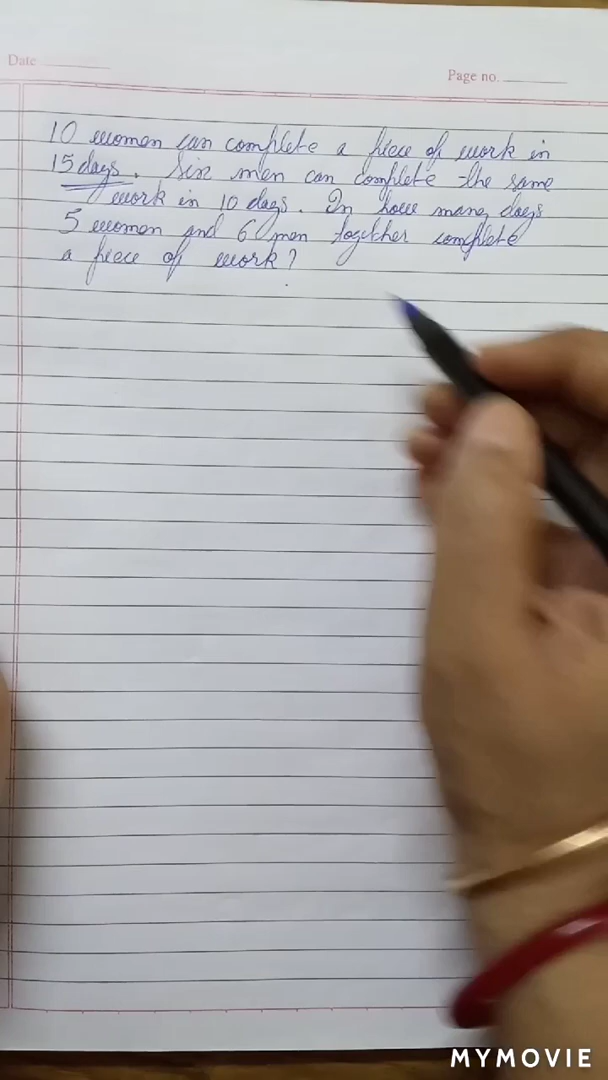 Date
Page no.
10 women can complete a piece of work in
15 days. Six men can complete the same
work in 10 days. In how many days
5 women and 6 men together complete
a piece of work?
MYMOVIE